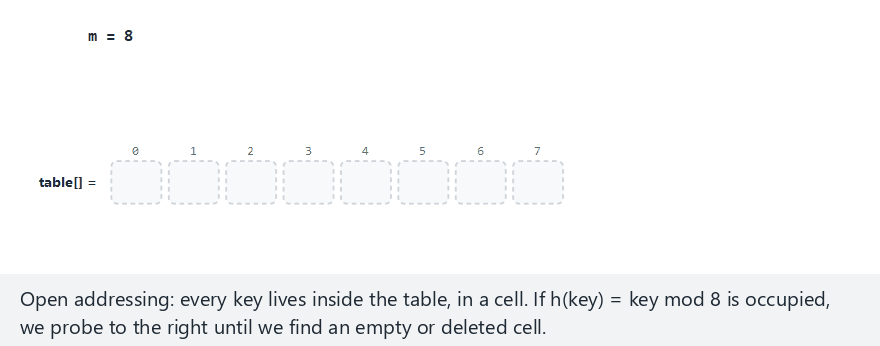 m = 8
0 1 2 3 4 5 6 7
table[] =
Open addressing: every key lives inside the table, in a cell. If h(key) = key mod 8 is occupied,
we probe to the right until we find an empty or deleted cell.